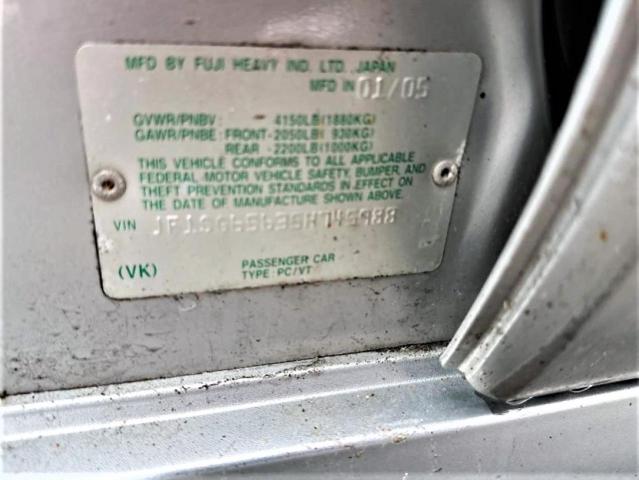 MFD BY FUJI HEAVY IND. LTD., JAPAN
MFD IN 01/05
GVWR/PNBV: 4150LB(1880KG)
GAWR/PNBE: FRONT-2050LB( 930KG)
REAR -2200LB(1000KG)
THIS VEHICLE CONFORMS TO ALL APPLICABLE
FEDERAL MOTOR VEHICLE SAFETY, BUMPER, AND
THEFT PREVENTION STANDARDS IN EFFECT ON
THE DATE OF MANUFACTURE SHOWN ABOVE.
VIN
(VK)
PASSENGER CAR
TYPE: PC/VT